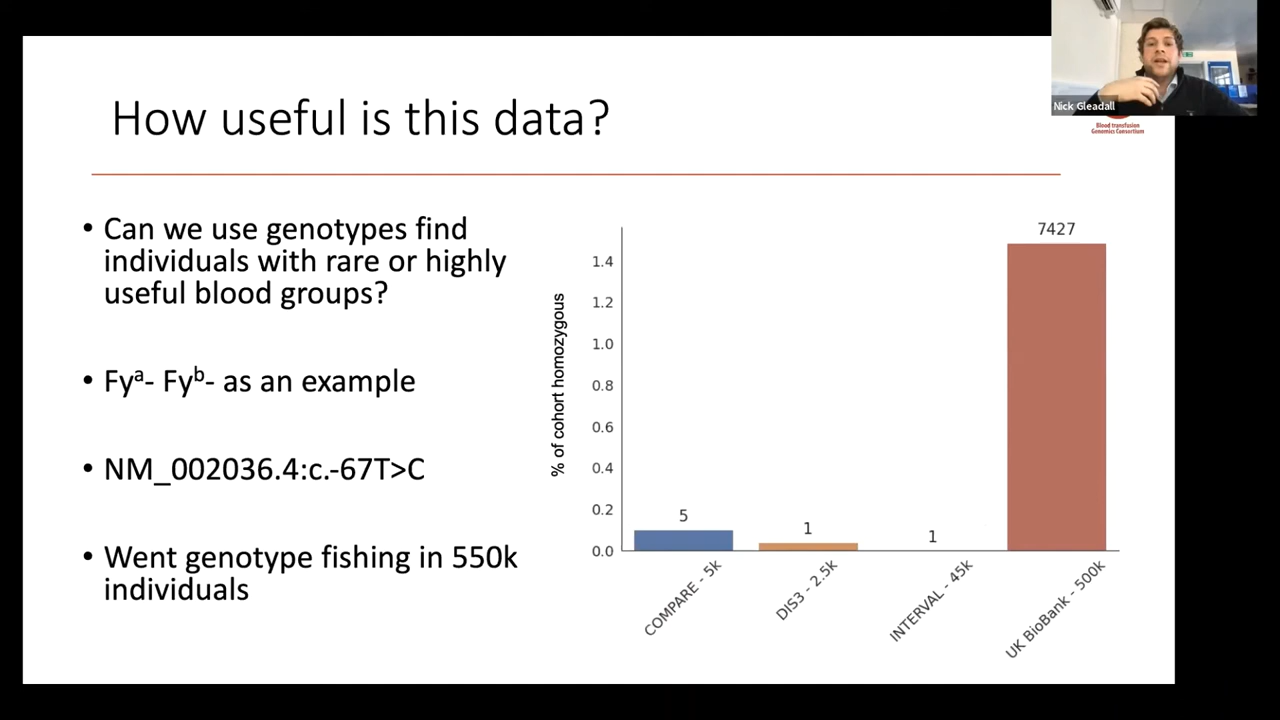 Nick Gleadall
Blood transfusion
Genomics Consortium
How useful is this data?
• Can we use genotypes find
individuals with rare or highly
useful blood groups?
• Fyᵃ- Fyᵇ- as an example
• NM_002036.4:c.-67T>C
• Went genotype fishing in 550k
individuals
% of cohort homozygous
1.4
1.2
1.0
0.8
0.6
0.4
0.2
0.0
5
1
1
7427
COMPARE - 5k
DIS3 - 2.5k
INTERVAL - 45k
UK BioBank - 500k